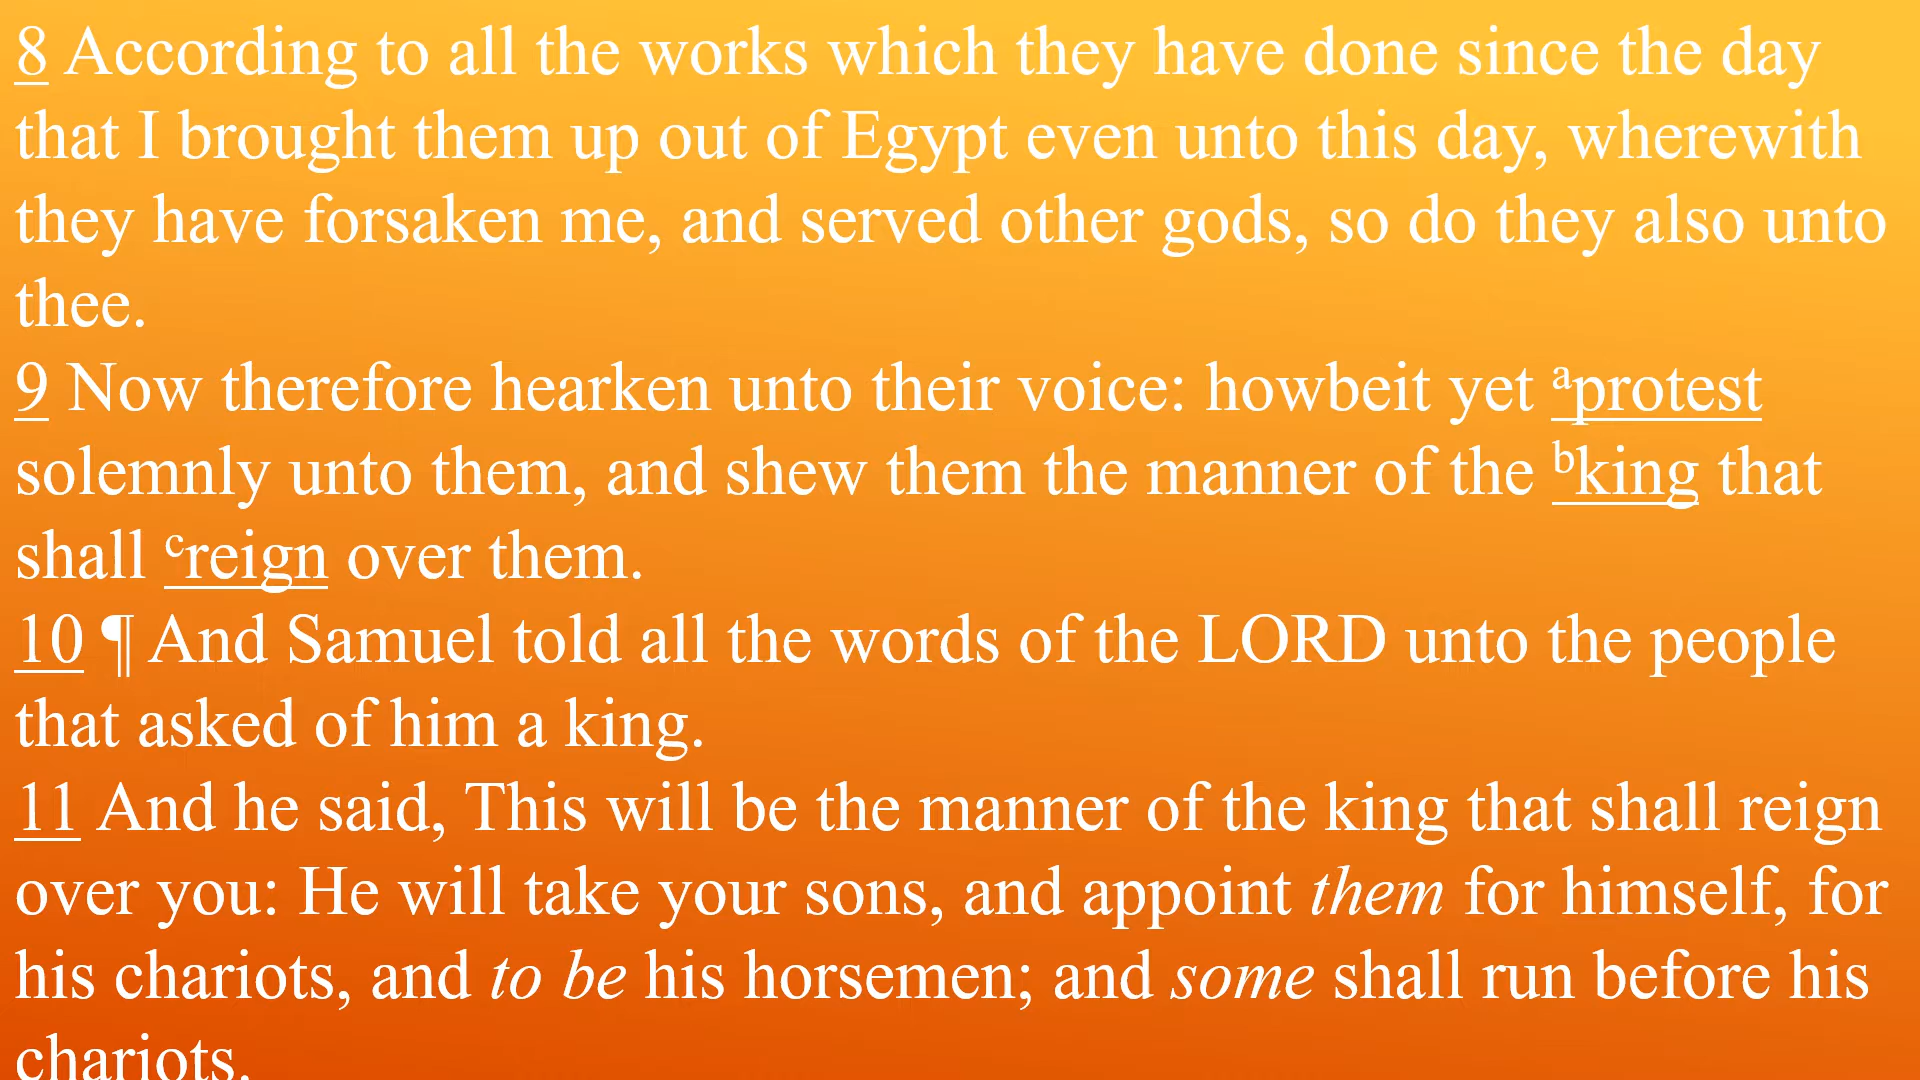 8 According to all the works which they have done since the day
that I brought them up out of Egypt even unto this day, wherewith
they have forsaken me, and served other gods, so do they also unto
thee.
9 Now therefore hearken unto their voice: howbeit yet ᵃprotest
solemnly unto them, and shew them the manner of the ᵇking that
shall ᶜreign over them.
10 ¶ And Samuel told all the words of the LORD unto the people
that asked of him a king.
11 And he said, This will be the manner of the king that shall reign
over you: He will take your sons, and appoint them for himself, for
his chariots, and to be his horsemen; and some shall run before his
chariots.